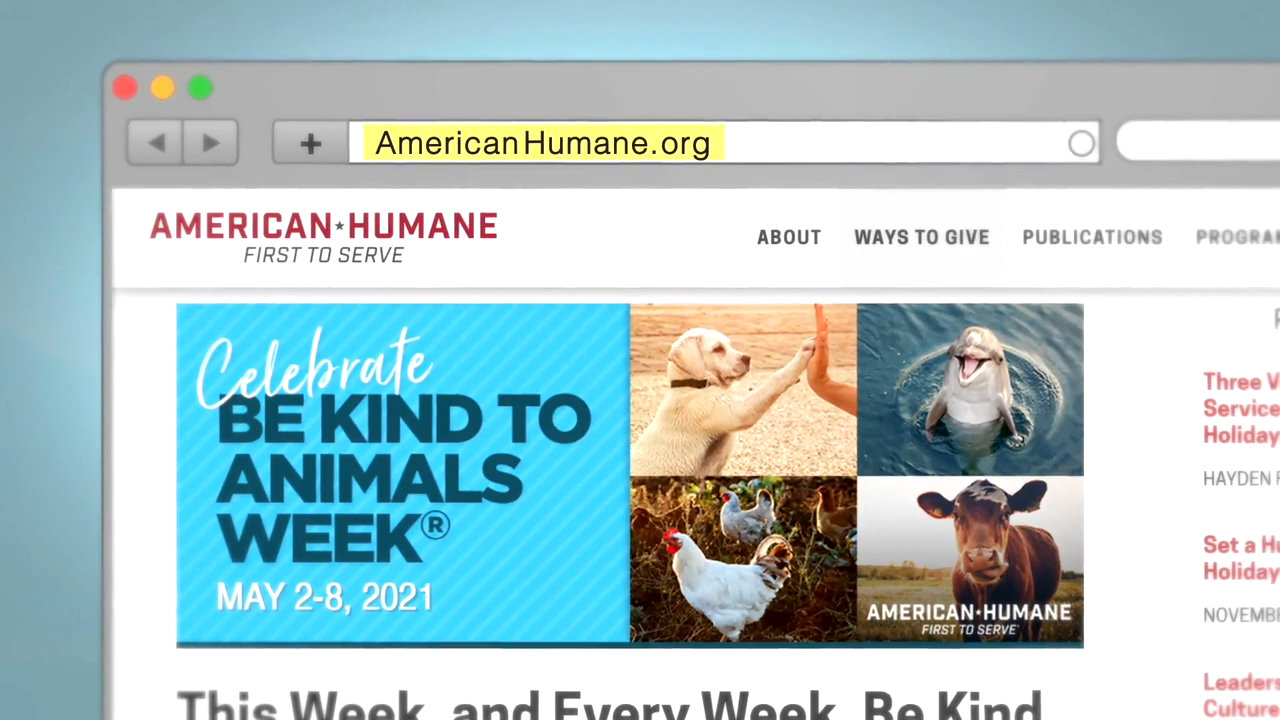 AmericanHumane.org
AMERICAN★HUMANE
FIRST TO SERVE
ABOUT
WAYS TO GIVE
PUBLICATIONS
Celebrate
BE KIND TO
ANIMALS
WEEK®
MAY 2-8, 2021
AMERICAN★HUMANE
FIRST TO SERVE
Three
Service
Holiday
HAYDEN
Set a
Holiday
Culture
This Week, and Every Week, Be Kind